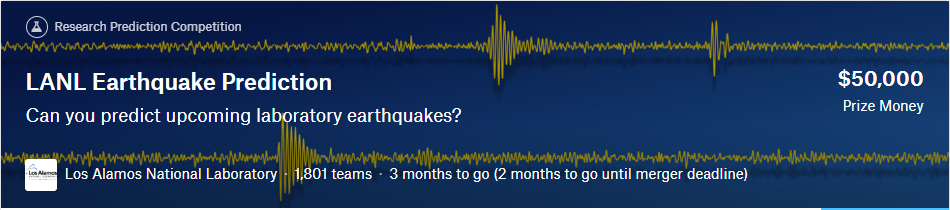 Research Prediction Competition
LANL Earthquake Prediction
$50,000
Can you predict upcoming laboratory earthquakes?
Prize Money
Los Alamos
Los Alamos National Laboratory · 1,801 teams · 3 months to go (2 months to go until merger deadline)